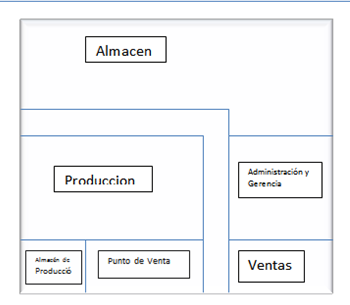 Almacen
Produccion
Administración y
Gerencia
Almacén de
Producció
Punto de Venta
Ventas